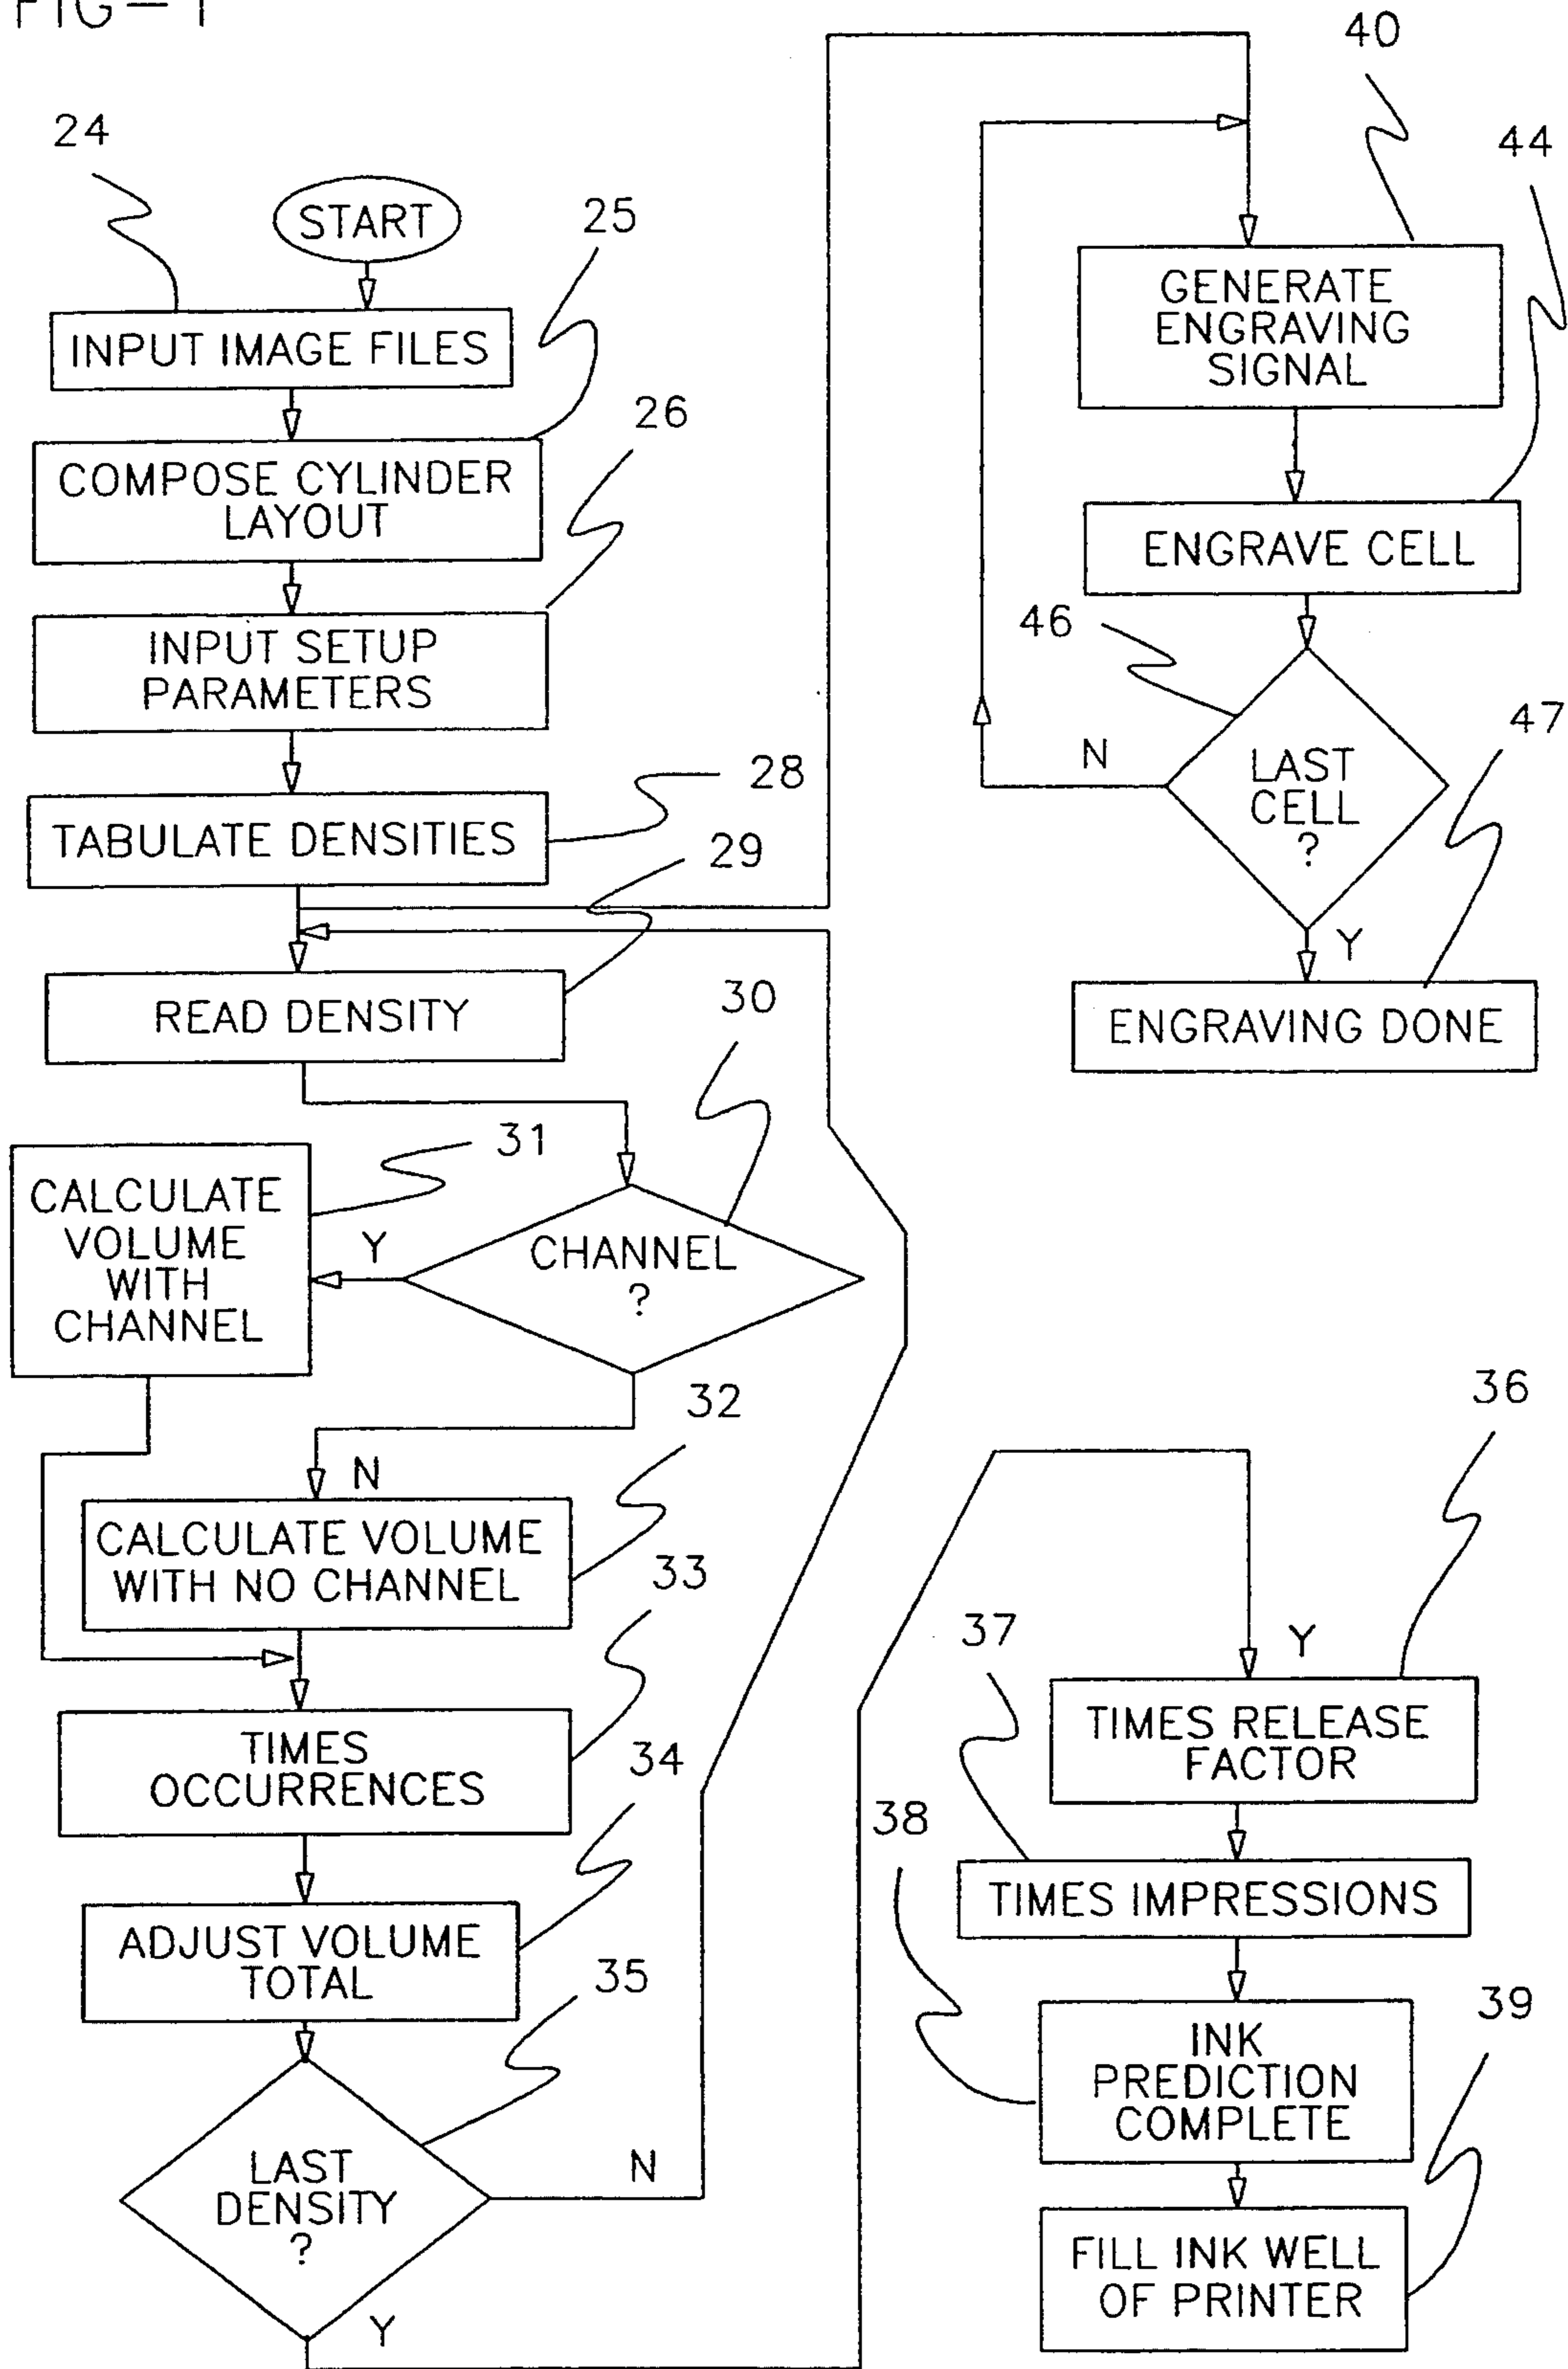 FIG-1
24
START
25
INPUT IMAGE FILES
COMPOSE CYLINDER
LAYOUT
26
INPUT SETUP
PARAMETERS
28
TABULATE DENSITIES
29
READ DENSITY
30
31
CALCULATE
VOLUME
WITH
CHANNEL
Y
CHANNEL
?
32
N
CALCULATE VOLUME
WITH NO CHANNEL
33
TIMES
OCCURRENCES
34
ADJUST VOLUME
TOTAL
35
LAST
DENSITY
?
N
Y
40
GENERATE
ENGRAVING
SIGNAL
44
ENGRAVE CELL
46
LAST
CELL
?
N
47
Y
ENGRAVING DONE
36
Y
TIMES RELEASE
FACTOR
37
TIMES IMPRESSIONS
38
INK
PREDICTION
COMPLETE
39
FILL INK WELL
OF PRINTER